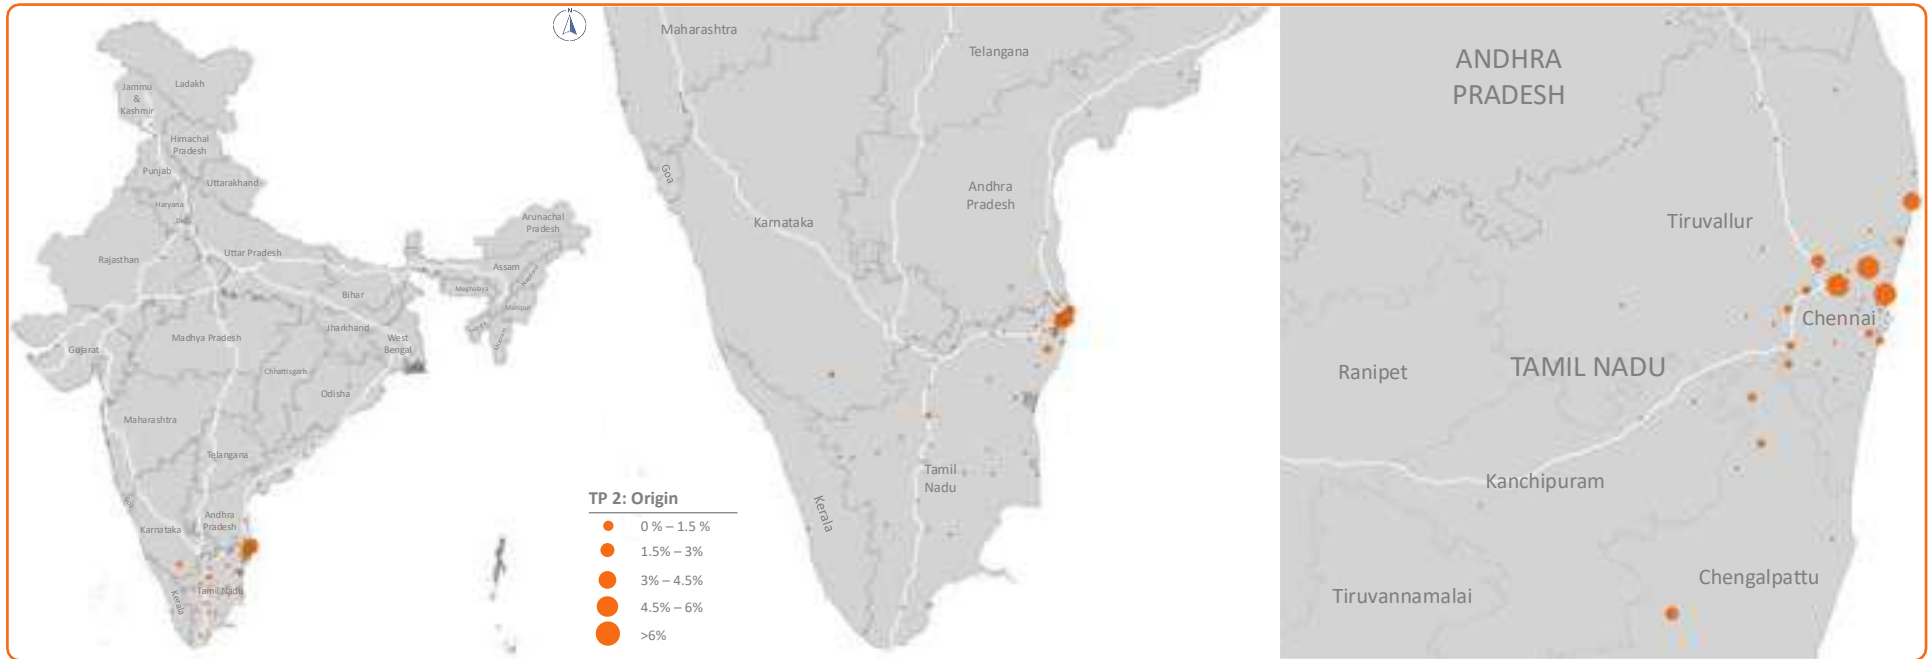 N
Ladakh
Jammu
&
Kashmir
Himachal
Pradesh
Punjab
Uttarakhand
Haryana
Delhi
Arunachal
Pradesh
Rajasthan
Uttar Pradesh
Assam
Nagaland
Meghalaya
Bihar
Manipur
Tripura
Mizoram
Jharkhand
Gujarat
Madhya Pradesh
West
Bengal
Chhattisgarh
Odisha
Maharashtra
Telangana
Goa
Andhra
Pradesh
Karnataka
Tamil Nadu
Kerala
Maharashtra
Telangana
Goa
Andhra
Pradesh
Karnataka
Tamil
Nadu
Kerala
TP 2: Origin
0 % – 1.5 %
1.5% – 3%
3% – 4.5%
4.5% – 6%
>6%
ANDHRA
PRADESH
Tiruvallur
Chennai
Ranipet
TAMIL NADU
Kanchipuram
Chengalpattu
Tiruvannamalai